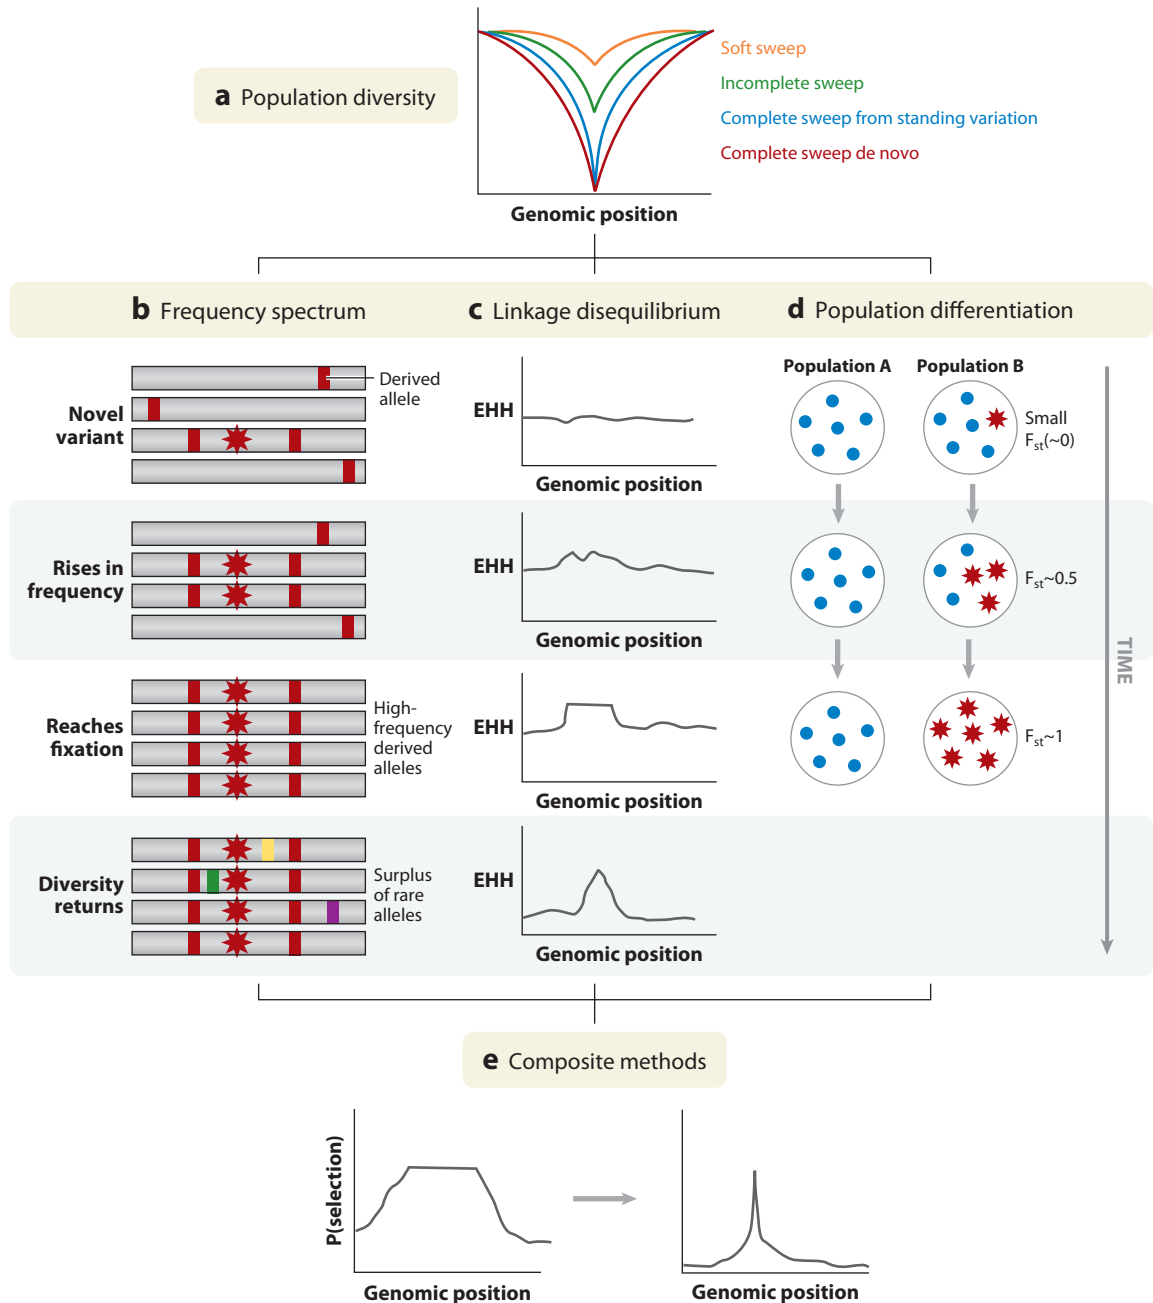 a Population diversity
Soft sweep
Incomplete sweep
Complete sweep from standing variation
Complete sweep de novo
Genomic position
b Frequency spectrum
c Linkage disequilibrium
d Population differentiation
Novel
variant
Derived
allele
EHH
Genomic position
Population A
Population B
Small
Fst(~0)
Rises in
frequency
EHH
Genomic position
Fst~0.5
Reaches
fixation
High-
frequency
derived
alleles
EHH
Genomic position
Fst~1
Diversity
returns
Surplus
of rare
alleles
EHH
Genomic position
TIME
e Composite methods
P(selection)
Genomic position
Genomic position